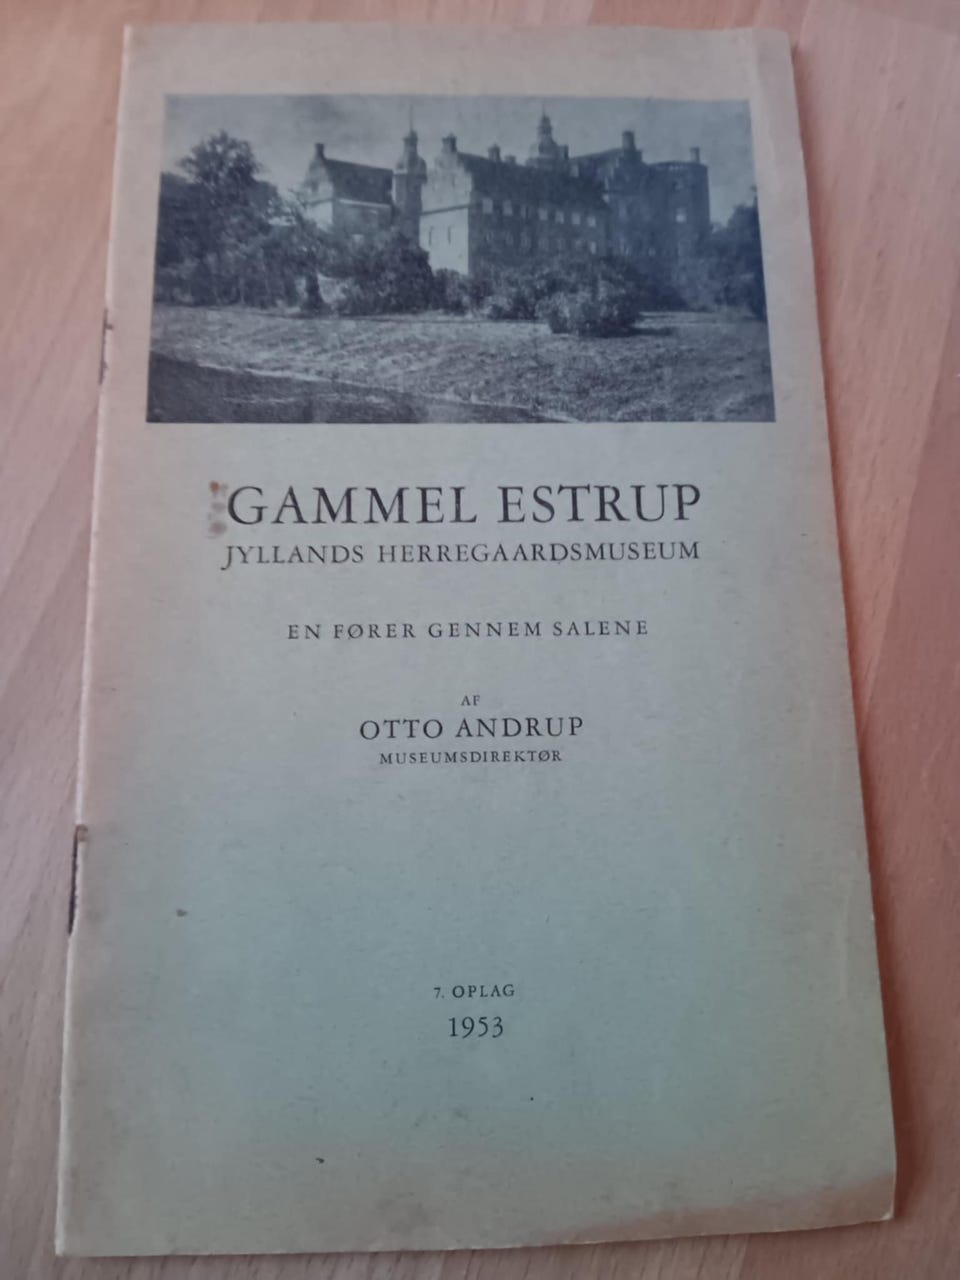 GAMMEL ESTRUP
JYLLANDS HERREGAARDSMUSEUM
EN FØRER GENNEM SALENE
AF
OTTO ANDRUP
MUSEUMSDIREKTØR
7. OPLAG
1953